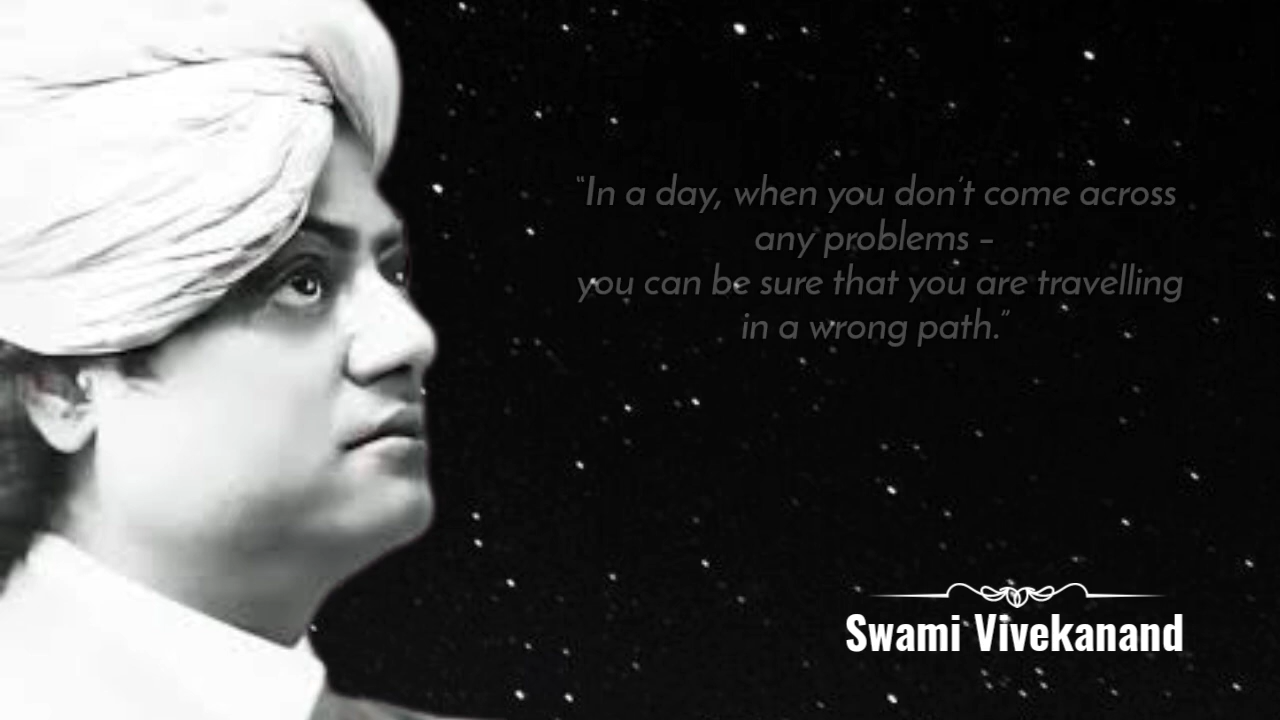 “In a day, when you don’t come across
any problems –
you can be sure that you are travelling
in a wrong path.”
Swami Vivekanand